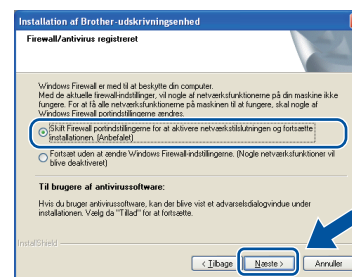 Installation af Brother-udskrivningsenhed
Firewall/antivirus registreret
Windows Firewall er med til at beskytte din computer.
Med de aktuelle firewall-indstillinger, vil nogle af netværksfunktionerne på din maskine ikke
fungere. For at få alle netværksfunktionerne på maskinen til at fungere, skal nogle af
Windows Firewall portindstillingerne ændres.
Skift Firewall portindstillingerne for at aktivere netværkstilslutningen og fortsætte
installationen. (Anbefalet)
Fortsæt uden at ændre Windows Firewall-indstillingerne. (Nogle netværksfunktioner vil
blive deaktiveret)
Til brugere af antivirussoftware:
Hvis du bruger antivirussoftware, kan der blive vist et advarselsdialogvindue under
installationen. Vælg da "Tillad" for at fortsætte.
InstallShield
< Tilbage Næste > Annuller